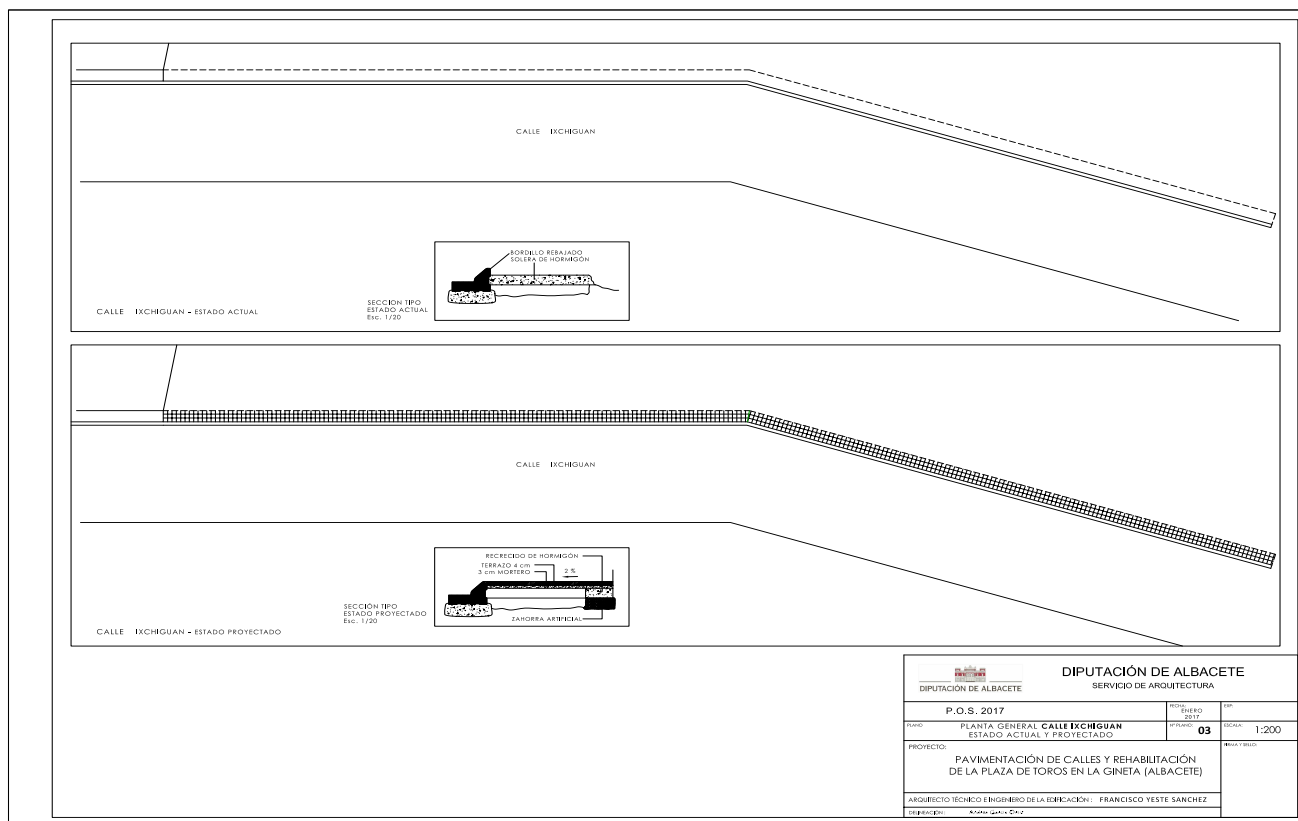 CALLE IXCHIGUAN
BORDILLO REBAJADO
SOLERA DE HORMIGÓN
SECCION TIPO
ESTADO ACTUAL
Esc. 1/20
CALLE IXCHIGUAN - ESTADO ACTUAL
CALLE IXCHIGUAN
RECRECIDO DE HORMIGÓN
TERRAZO 4 cm
3 cm MORTERO
2 %
ZAHORRA ARTIFICIAL
SECCIÓN TIPO
ESTADO PROYECTADO
Esc. 1/20
CALLE IXCHIGUAN - ESTADO PROYECTADO
DIPUTACIÓN DE ALBACETE
DIPUTACIÓN DE ALBACETE
SERVICIO DE ARQUITECTURA
P.O.S. 2017
FECHA:
ENERO
2017
EXP:
PLANO
PLANTA GENERAL CALLE IXCHIGUAN
ESTADO ACTUAL Y PROYECTADO
Nº PLANO:
03
ESCALA:
1:200
PROYECTO:
PAVIMENTACIÓN DE CALLES Y REHABILITACIÓN
DE LA PLAZA DE TOROS EN LA GINETA (ALBACETE)
FIRMA Y SELLO:
ARQUITECTO TÉCNICO E INGENIERO DE LA EDIFICACIÓN : FRANCISCO YESTE SANCHEZ
DELINEACIÓN :